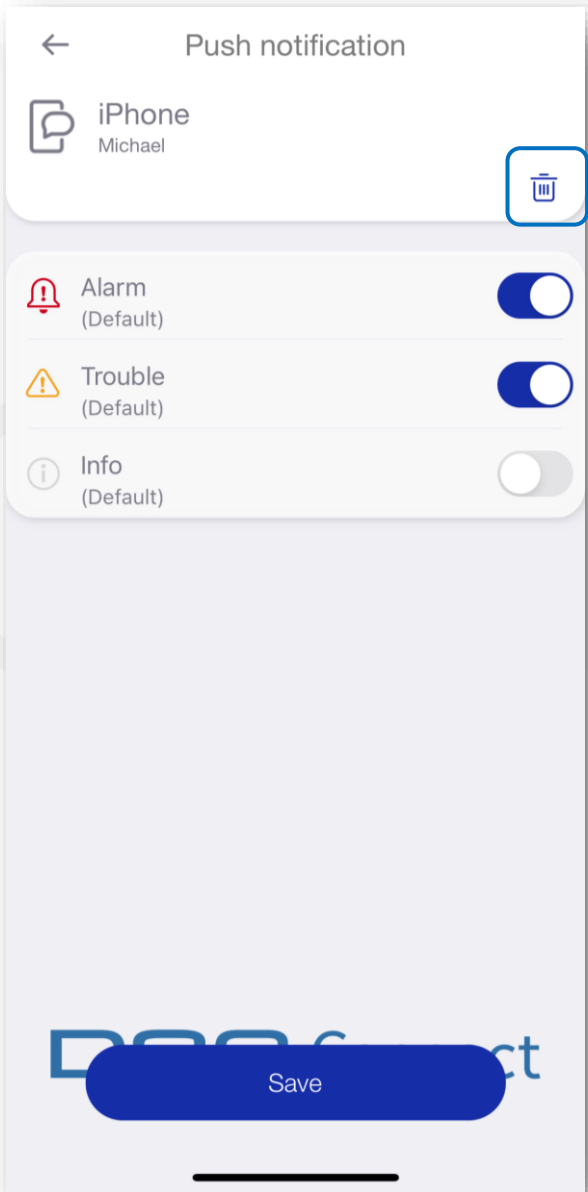 Push notification
iPhone
Michael
Alarm
(Default)
Trouble
(Default)
Info
(Default)
Save